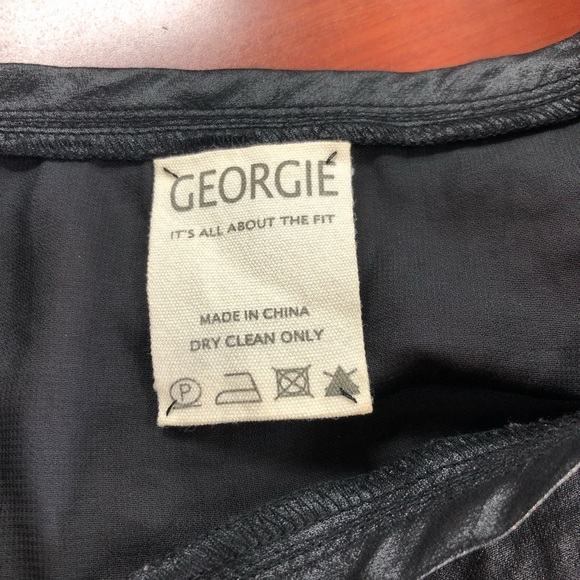 GEORGIE
IT'S ALL ABOUT THE FIT
MADE IN CHINA
DRY CLEAN ONLY
P